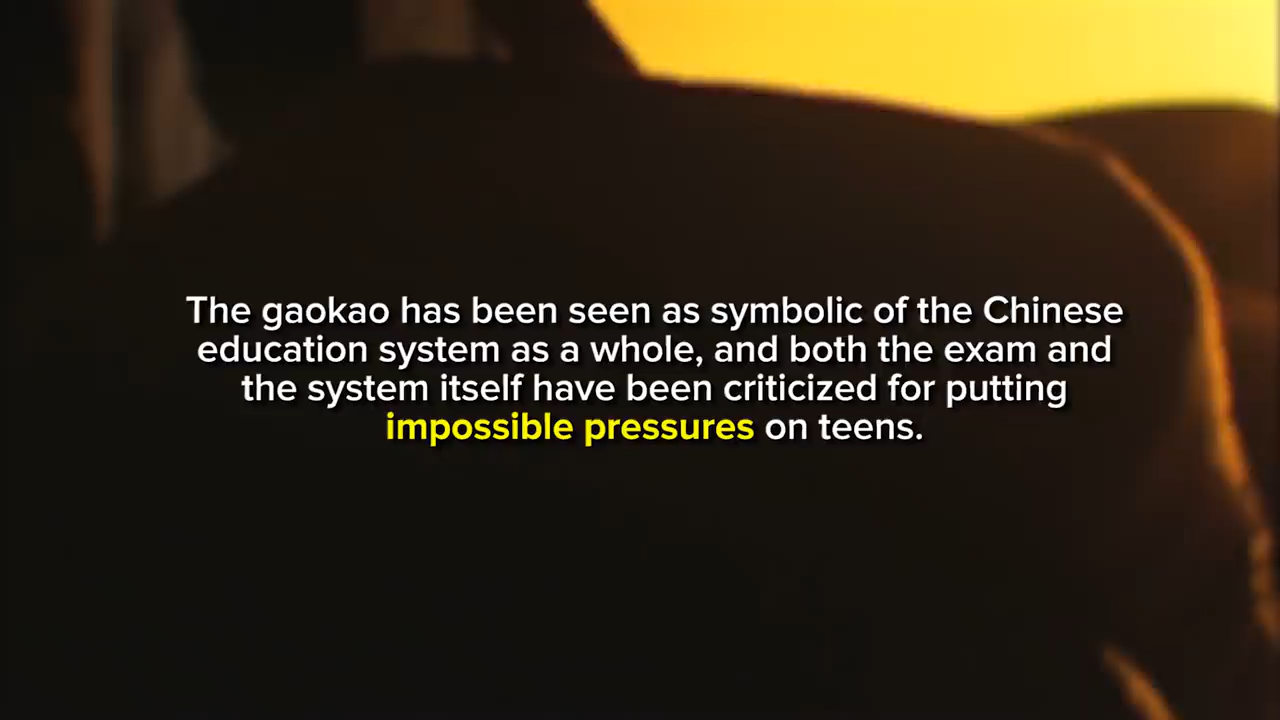 The gaokao has been seen as symbolic of the Chinese
education system as a whole, and both the exam and
the system itself have been criticized for putting
impossible pressures on teens.